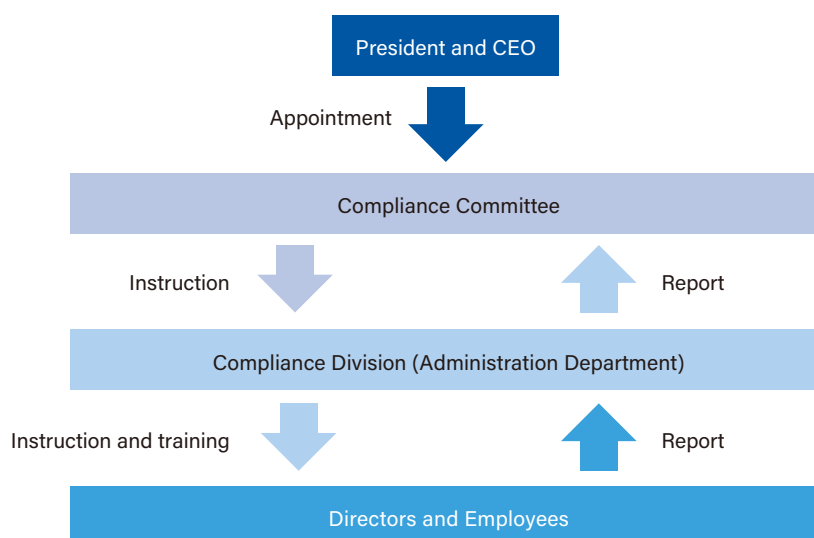 President and CEO
Appointment
Compliance Committee
Instruction
Report
Compliance Division (Administration Department)
Instruction and training
Report
Directors and Employees